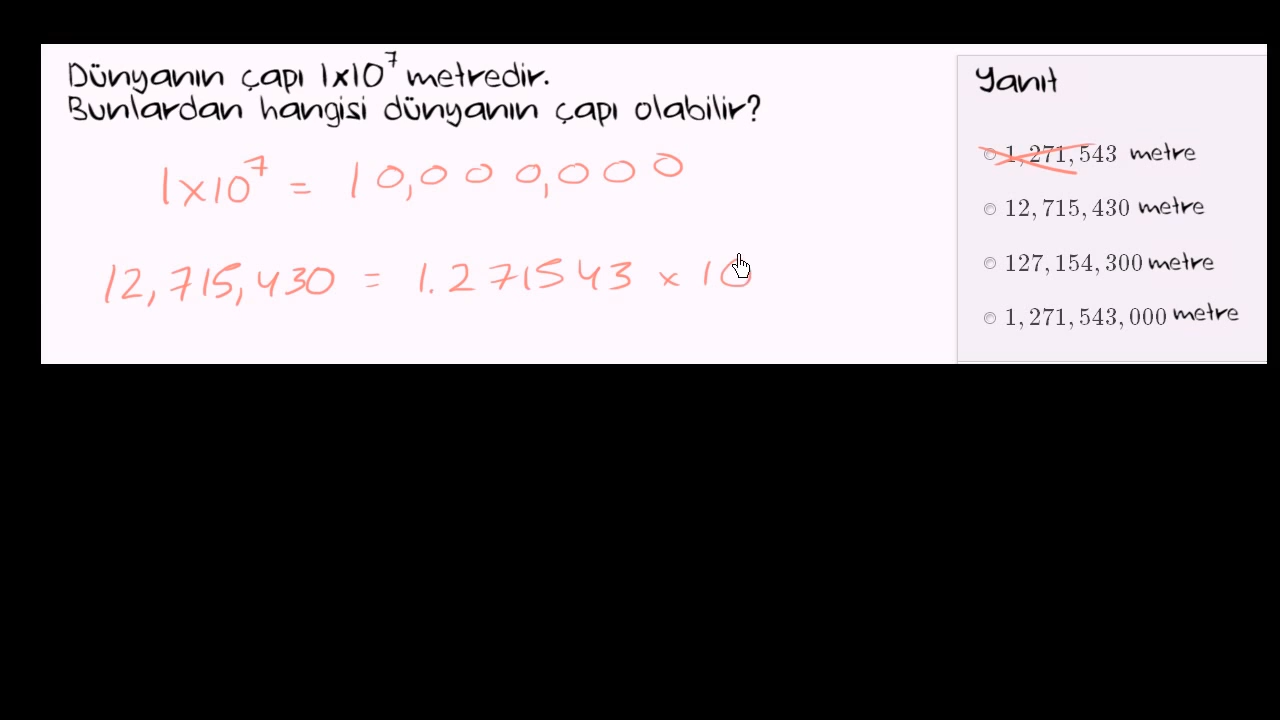 Dünyanın çapı 1x10⁷ metredir.
Bunlardan hangisi dünyanın çapı olabilir?
1x10⁷ = 10,000,000
12,715,430 = 1.271543 x 10
Yanıt
1,271,543 metre
12,715,430 metre
127,154,300 metre
1,271,543,000 metre